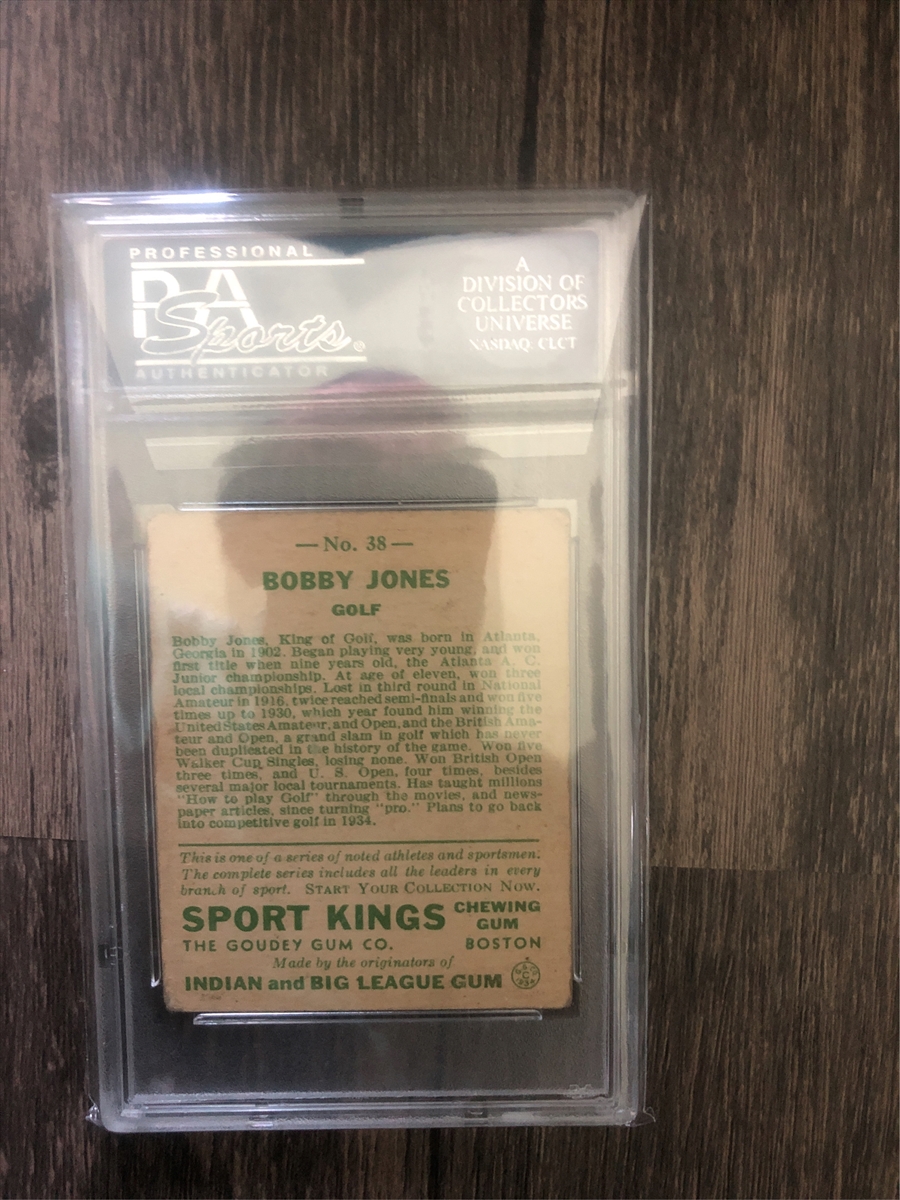 PROFESSIONAL
PSA
Sports®
AUTHENTICATOR
A
DIVISION OF
COLLECTORS
UNIVERSE
NASDAQ: CLCT
— No. 38 —
BOBBY JONES
GOLF
Bobby Jones, King of Golf, was born in Atlanta,
Georgia in 1902. Began playing very young, and won
first title when nine years old, the Atlanta A. C.
Junior championship. At age of eleven, won three
local championships. Lost in third round in National
Amateur in 1916, twice reached semi-finals and won five
times up to 1930, which year found him winning the
United States Amateur, and Open, and the British Ama-
teur and Open, a grand slam in golf which has never
been duplicated in the history of the game. Won five
Walker Cup Singles, losing none. Won British Open
three times, and U. S. Open, four times, besides
several major local tournaments. Has taught millions
"How to play Golf" through the movies, and news-
paper articles, since turning "pro." Plans to go back
into competitive golf in 1934.
This is one of a series of noted athletes and sportsmen.
The complete series includes all the leaders in every
branch of sport. START YOUR COLLECTION NOW.
SPORT KINGS CHEWING GUM
THE GOUDEY GUM CO. BOSTON
Made by the originators of
INDIAN and BIG LEAGUE GUM